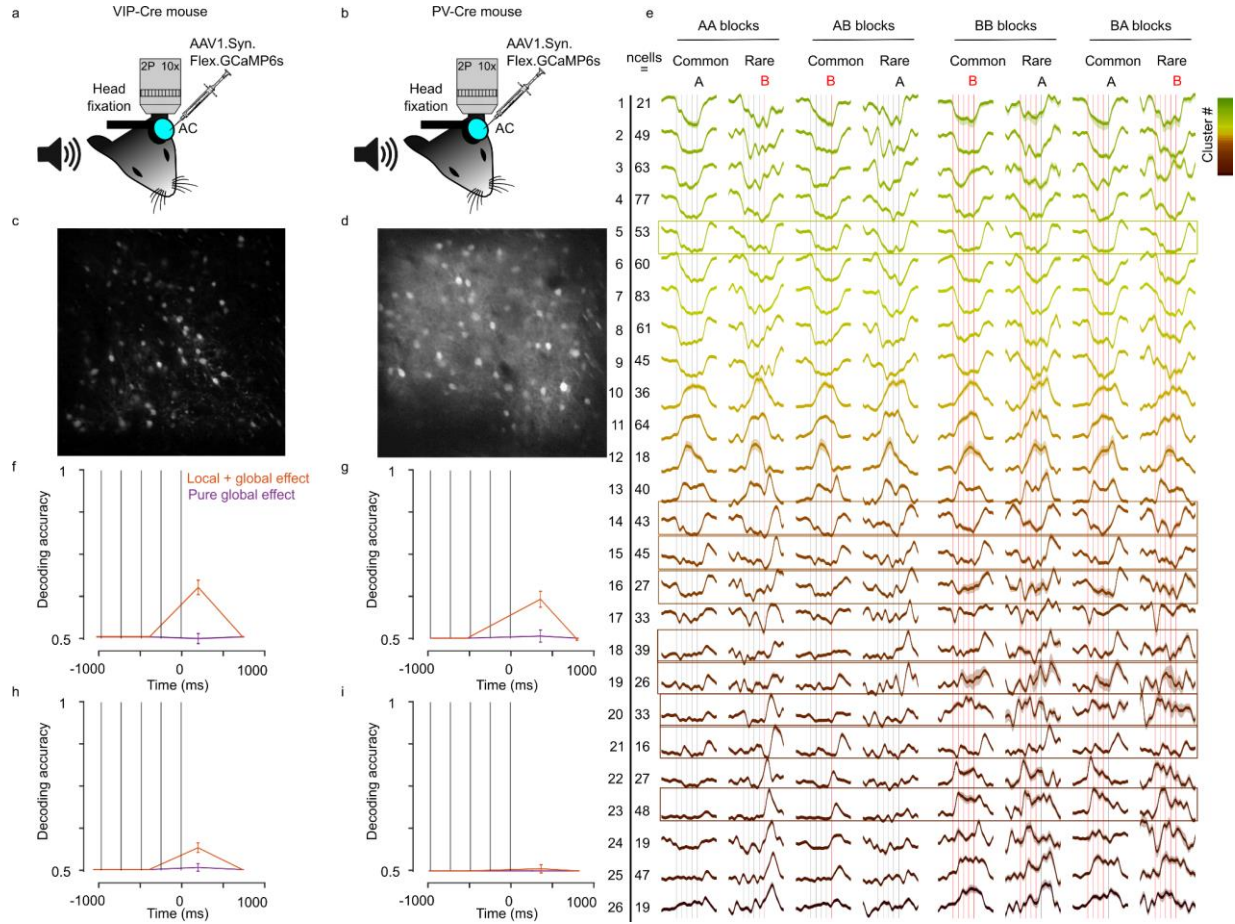 a
VIP-Cre mouse
AAV1.Syn.
Flex.GCaMP6s
2P 10x
Head
fixation
AC
b
PV-Cre mouse
AAV1.Syn.
Flex.GCaMP6s
2P 10x
Head
fixation
AC
c
d
e
AA blocks AB blocks BB blocks BA blocks
ncells
=
Common Rare Common Rare Common Rare Common Rare
A B B A B A A B
Cluster #
1 21
2 49
3 63
4 77
5 53
6 60
7 83
8 61
9 45
10 36
11 64
12 18
13 40
14 43
15 45
16 27
17 33
18 39
19 26
20 33
21 16
22 27
23 48
24 19
25 47
26 19
f
Decoding accuracy
1
0.5
Local + global effect
Pure global effect
-1000 0 1000
Time (ms)
g
Decoding accuracy
1
0.5
-1000 0 1000
Time (ms)
h
Decoding accuracy
1
0.5
-1000 0 1000
Time (ms)
i
Decoding accuracy
1
0.5
-1000 0 1000
Time (ms)